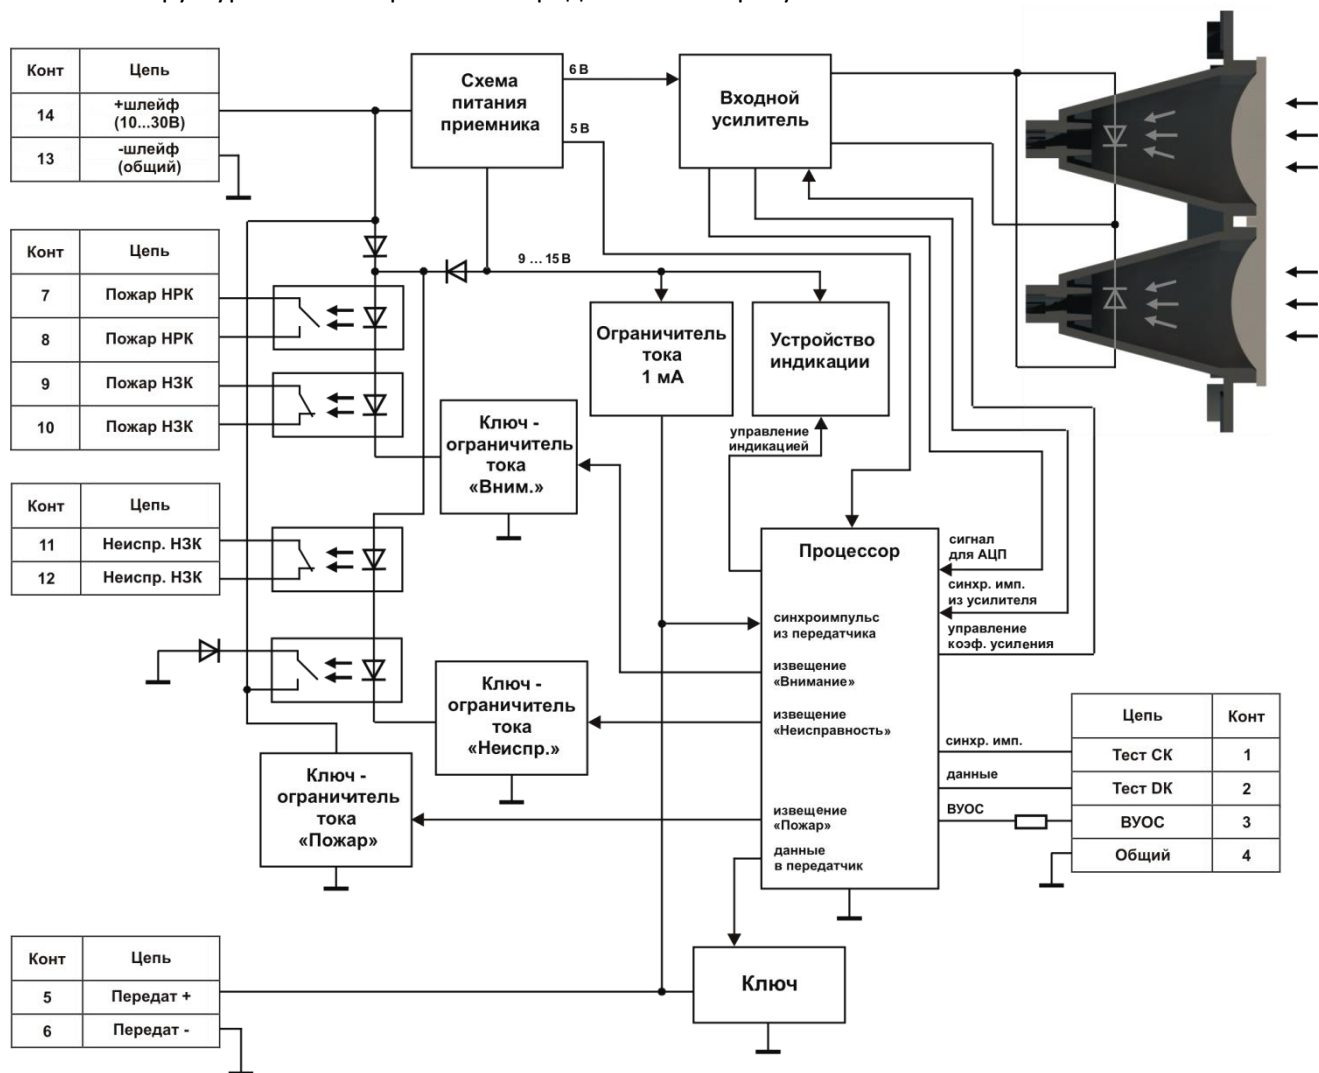 Конт Цепь
14 +шлейф
(10...30В)
13 -шлейф
(общий)
Конт Цепь
7 Пожар НРК
8 Пожар НРК
9 Пожар НЗК
10 Пожар НЗК
Конт Цепь
11 Неиспр. НЗК
12 Неиспр. НЗК
Конт Цепь
5 Передат +
6 Передат -
Схема
питания
приемника
6 В
5 В
Входной
усилитель
9 ... 15 В
Ограничитель
тока
1 мА
Устройство
индикации
управление
индикацией
Ключ -
ограничитель
тока
«Вним.»
Ключ -
ограничитель
тока
«Неиспр.»
Ключ -
ограничитель
тока
«Пожар»
Процессор
синхроимпульс
из передатчика
извещение
«Внимание»
извещение
«Неисправность»
извещение
«Пожар»
данные
в передатчик
сигнал
для АЦП
синхр. имп.
из усилителя
управление
коэф. усиления
синхр. имп.
данные
ВУОС
Цепь Конт
Тест СК 1
Тест DК 2
ВУОС 3
Общий 4
Ключ